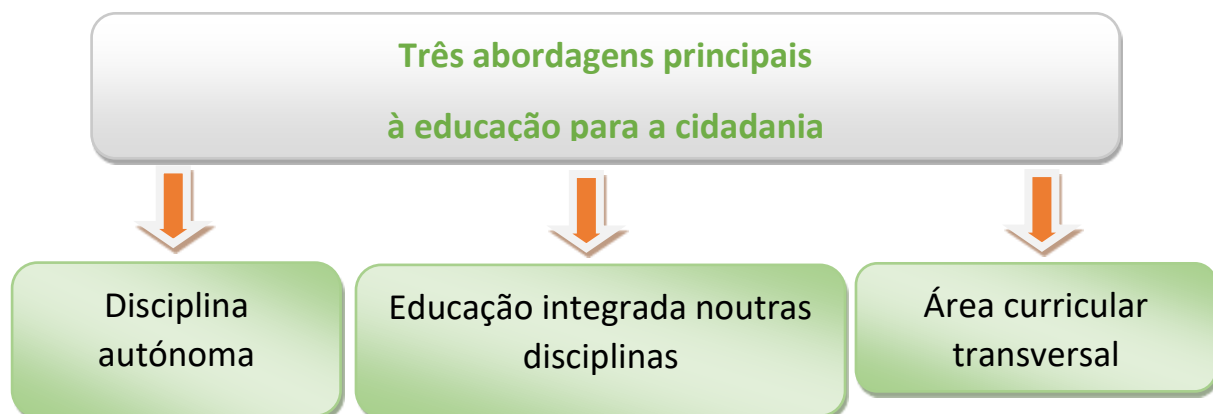 Três abordagens principais
à educação para a cidadania
Disciplina
autónoma
Educação integrada noutras
disciplinas
Área curricular
transversal